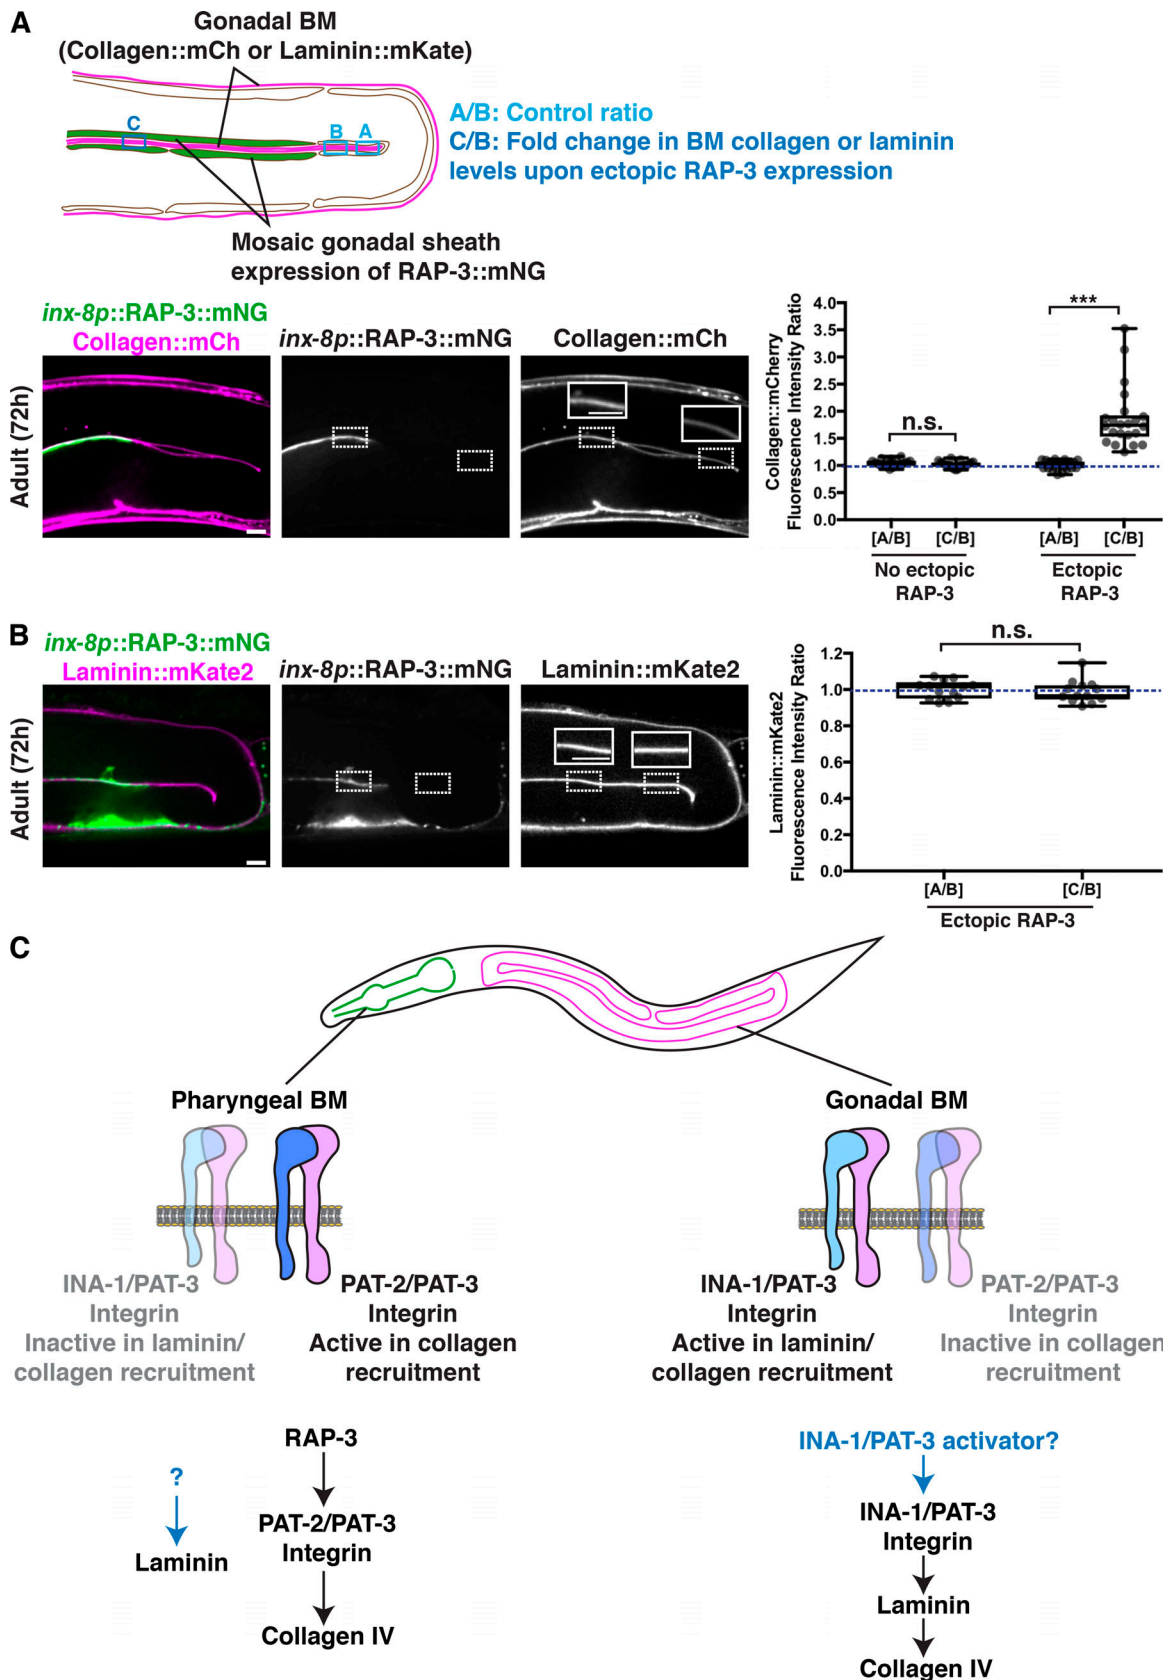 A
Gonadal BM
(Collagen::mCh or Laminin::mKate)
C
B
A
A/B: Control ratio
C/B: Fold change in BM collagen or laminin
levels upon ectopic RAP-3 expression
Mosaic gonadal sheath
expression of RAP-3::mNG
inx-8p::RAP-3::mNG
Collagen::mCh
inx-8p::RAP-3::mNG
Collagen::mCh
Adult (72h)
Collagen::mCherry
Fluorescence Intensity Ratio
4.0
3.5
3.0
2.5
2.0
1.5
1.0
0.5
0.0
n.s.
***
[A/B]
[C/B]
[A/B]
[C/B]
No ectopic
RAP-3
Ectopic
RAP-3
B
inx-8p::RAP-3::mNG
Laminin::mKate2
inx-8p::RAP-3::mNG
Laminin::mKate2
Adult (72h)
Laminin::mKate2
Fluorescence Intensity Ratio
1.2
1.0
0.8
0.6
0.4
0.2
0.0
n.s.
[A/B]
[C/B]
Ectopic RAP-3
C
Pharyngeal BM
Gonadal BM
INA-1/PAT-3
Integrin
Inactive in laminin/
collagen recruitment
PAT-2/PAT-3
Integrin
Active in collagen
recruitment
INA-1/PAT-3
Integrin
Active in laminin/
collagen recruitment
PAT-2/PAT-3
Integrin
Inactive in collagen
recruitment
?
Laminin
RAP-3
PAT-2/PAT-3
Integrin
Collagen IV
INA-1/PAT-3 activator?
INA-1/PAT-3
Integrin
Laminin
Collagen IV